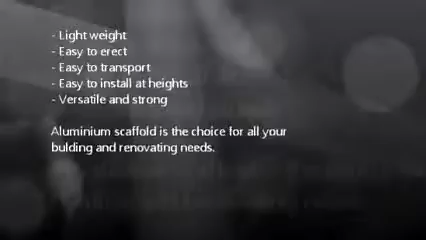 - Light weight
- Easy to erect
- Easy to transport
- Easy to install at heights
- Versatile and strong
Aluminium scaffold is the choice for all your
bulding and renovating needs.